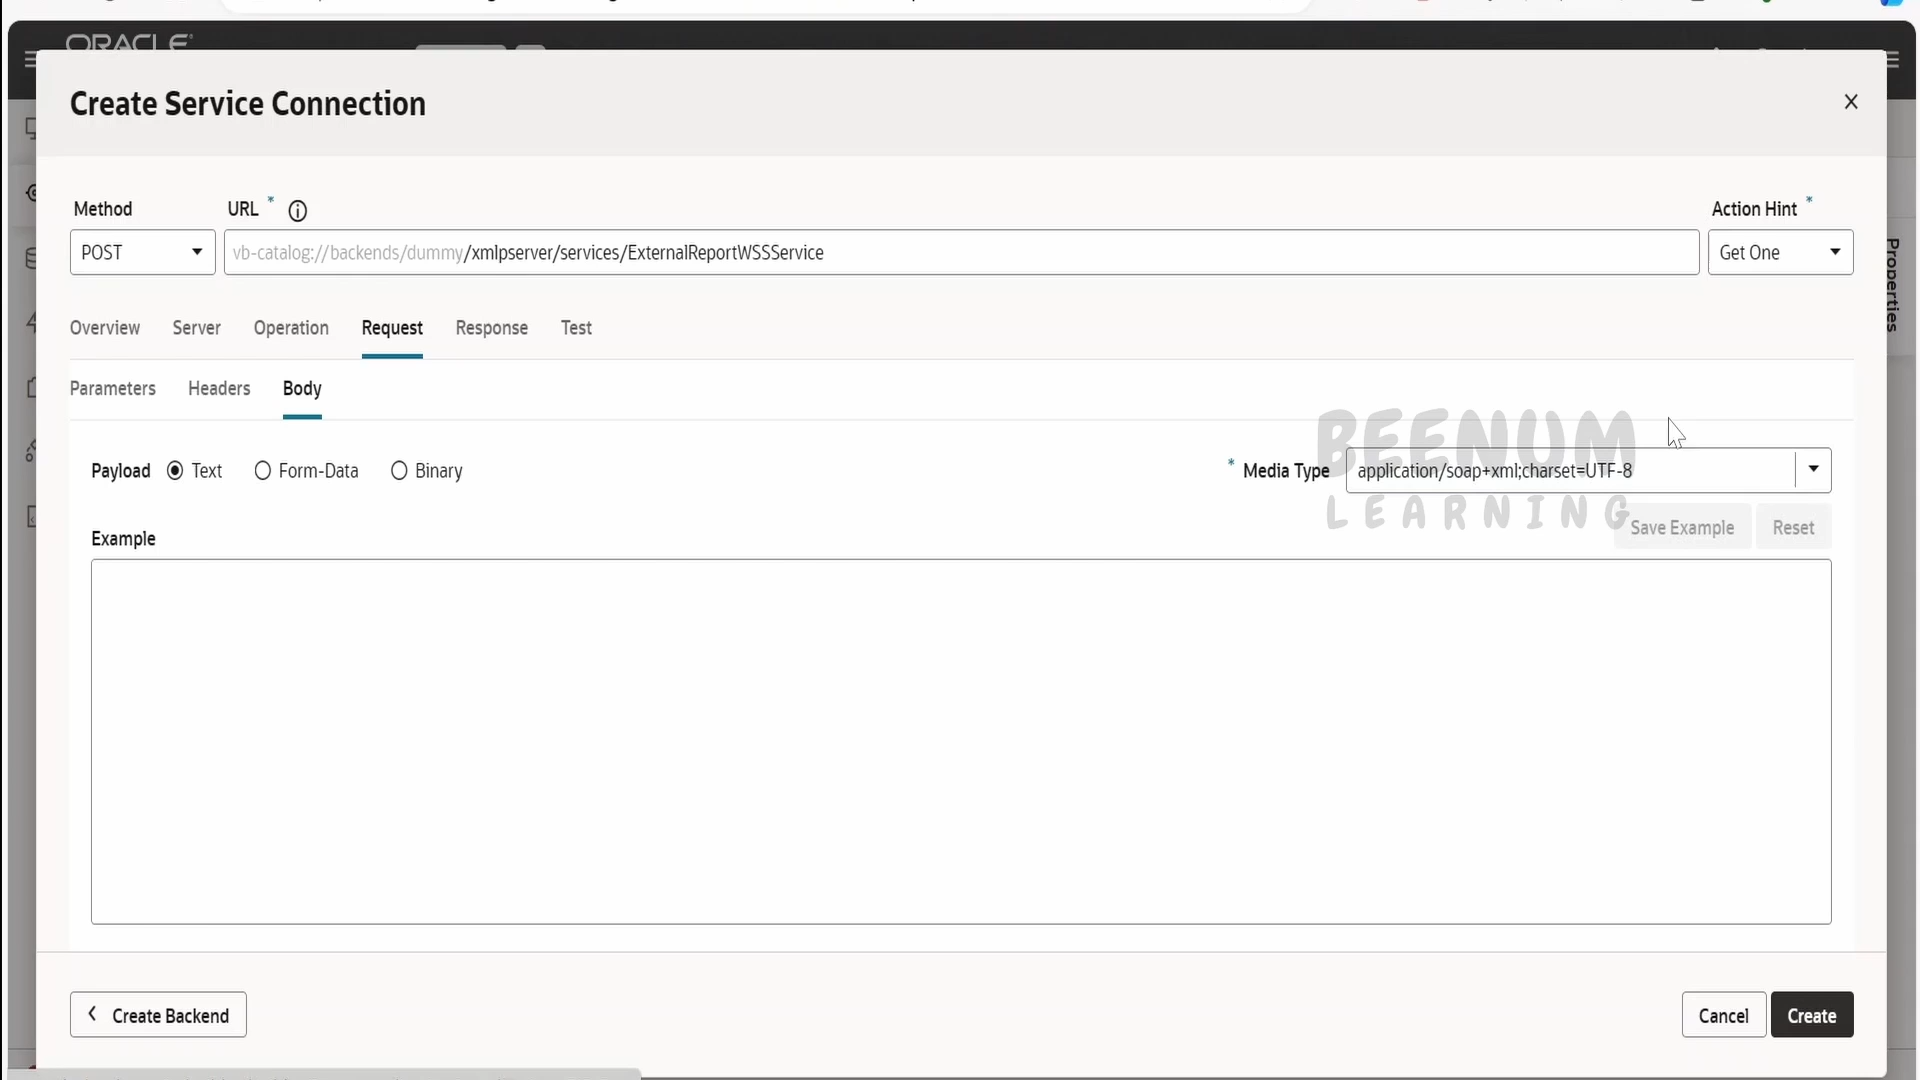 ORACLE
Create Service Connection
Method
URL *
Action Hint *
POST
vb-catalog://backends/dummy/xmlpserver/services/ExternalReportWSSService
Get One
Properties
Overview
Server
Operation
Request
Response
Test
Parameters
Headers
Body
BEENUM
LEARNING
Payload
Text
Form-Data
Binary
* Media Type
application/soap+xml;charset=UTF-8
Save Example
Reset
Example
Create Backend
Cancel
Create